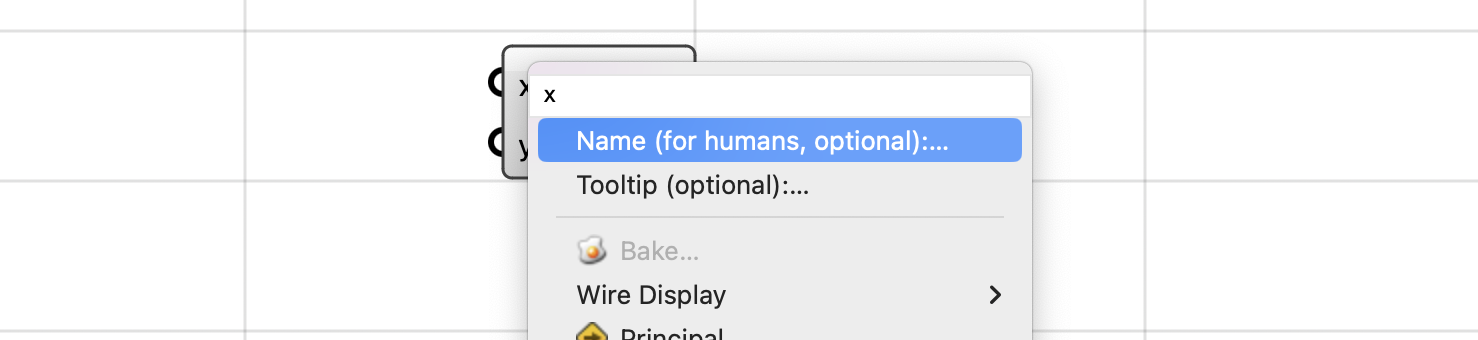 x
x
Name (for humans, optional):...
y
Tooltip (optional):...
Bake...
Wire Display
Principal